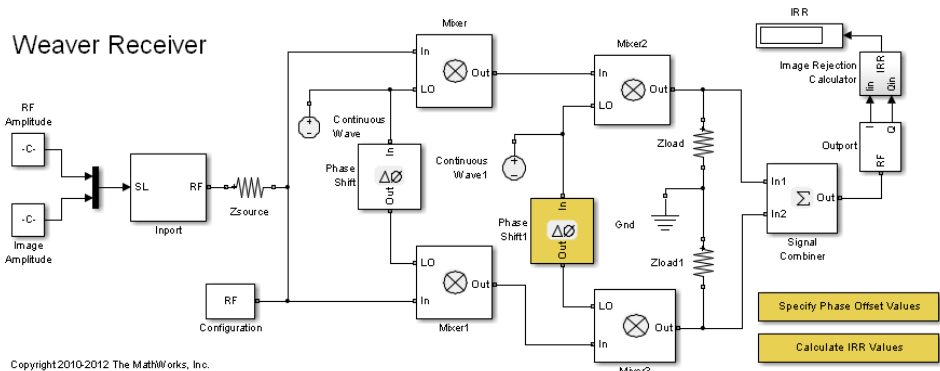 Weaver Receiver
RF
Amplitude
-C-
-C-
Image
Amplitude
SL
RF
Inport
Zsource
RF
Configuration
Mixer
In
LO
Out
Continuous
Wave
Phase
Shift
In
ΔØ
Out
LO
In
Out
Mixer1
Mixer2
In
LO
Out
Continuous
Wave1
Phase
Shift1
In
ΔØ
Out
LO
In
Out
Mixer3
Zload
Gnd
Zload1
In1
In2
Σ
Out
Signal
Combiner
IRR
Image Rejection
Calculator
IRR
Iin
Qin
Outport
I
Q
RF
Specify Phase Offset Values
Calculate IRR Values
Copyright 2010-2012 The MathWorks, Inc.